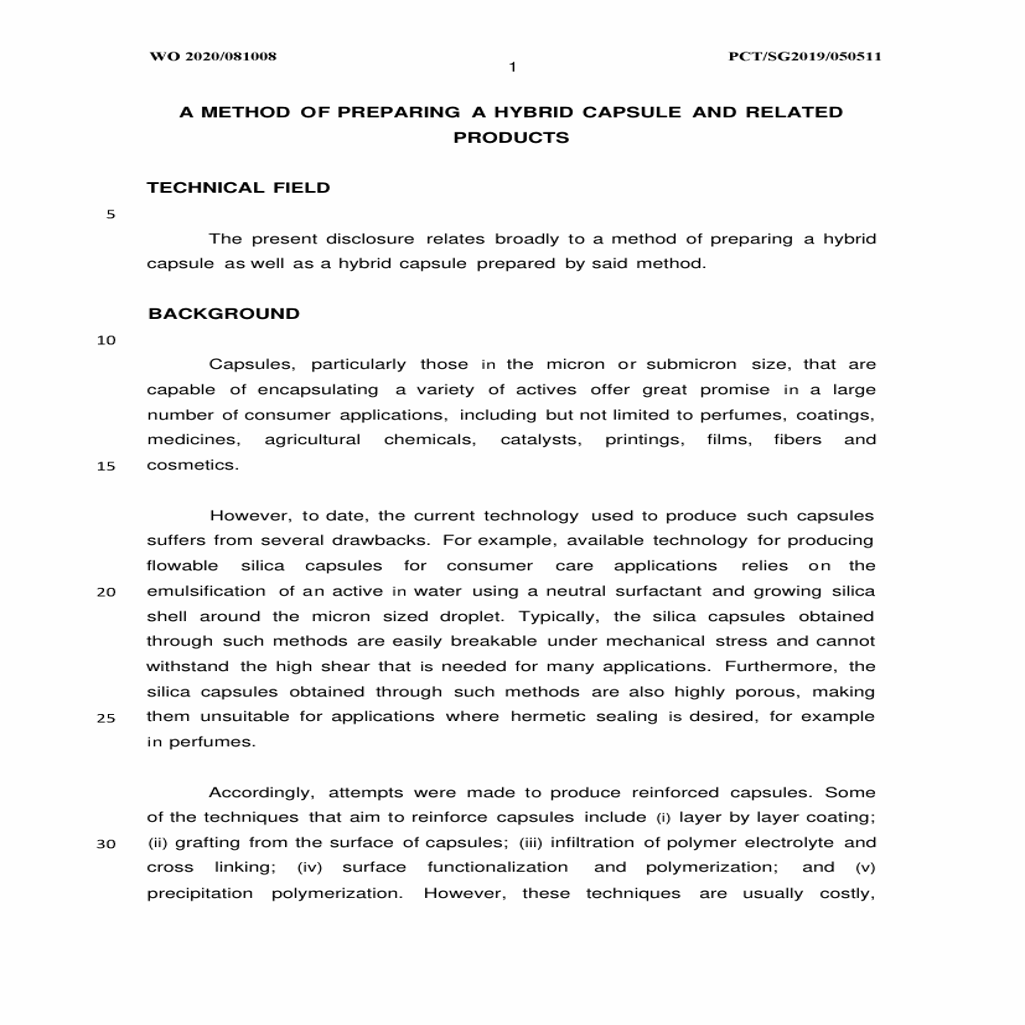 WO 2020/081008 PCT/SG2019/050511
1
A METHOD OF PREPARING A HYBRID CAPSULE AND RELATED
PRODUCTS
TECHNICAL FIELD
5
The present disclosure relates broadly to a method of preparing a hybrid
capsule as well as a hybrid capsule prepared by said method.
BACKGROUND
10
Capsules, particularly those in the micron or submicron size, that are
capable of encapsulating a variety of actives offer great promise in a large
number of consumer applications, including but not limited to perfumes, coatings,
medicines, agricultural chemicals, catalysts, printings, films, fibers and
15 cosmetics.
However, to date, the current technology used to produce such capsules
suffers from several drawbacks. For example, available technology for producing
flowable silica capsules for consumer care applications relies on the
20 emulsification of an active in water using a neutral surfactant and growing silica
shell around the micron sized droplet. Typically, the silica capsules obtained
through such methods are easily breakable under mechanical stress and cannot
withstand the high shear that is needed for many applications. Furthermore, the
silica capsules obtained through such methods are also highly porous, making
25 them unsuitable for applications where hermetic sealing is desired, for example
in perfumes.
Accordingly, attempts were made to produce reinforced capsules. Some
of the techniques that aim to reinforce capsules include (i) layer by layer coating;
30 (ii) grafting from the surface of capsules; (iii) infiltration of polymer electrolyte and
cross linking; (iv) surface functionalization and polymerization; and (v)
precipitation polymerization. However, these techniques are usually costly,